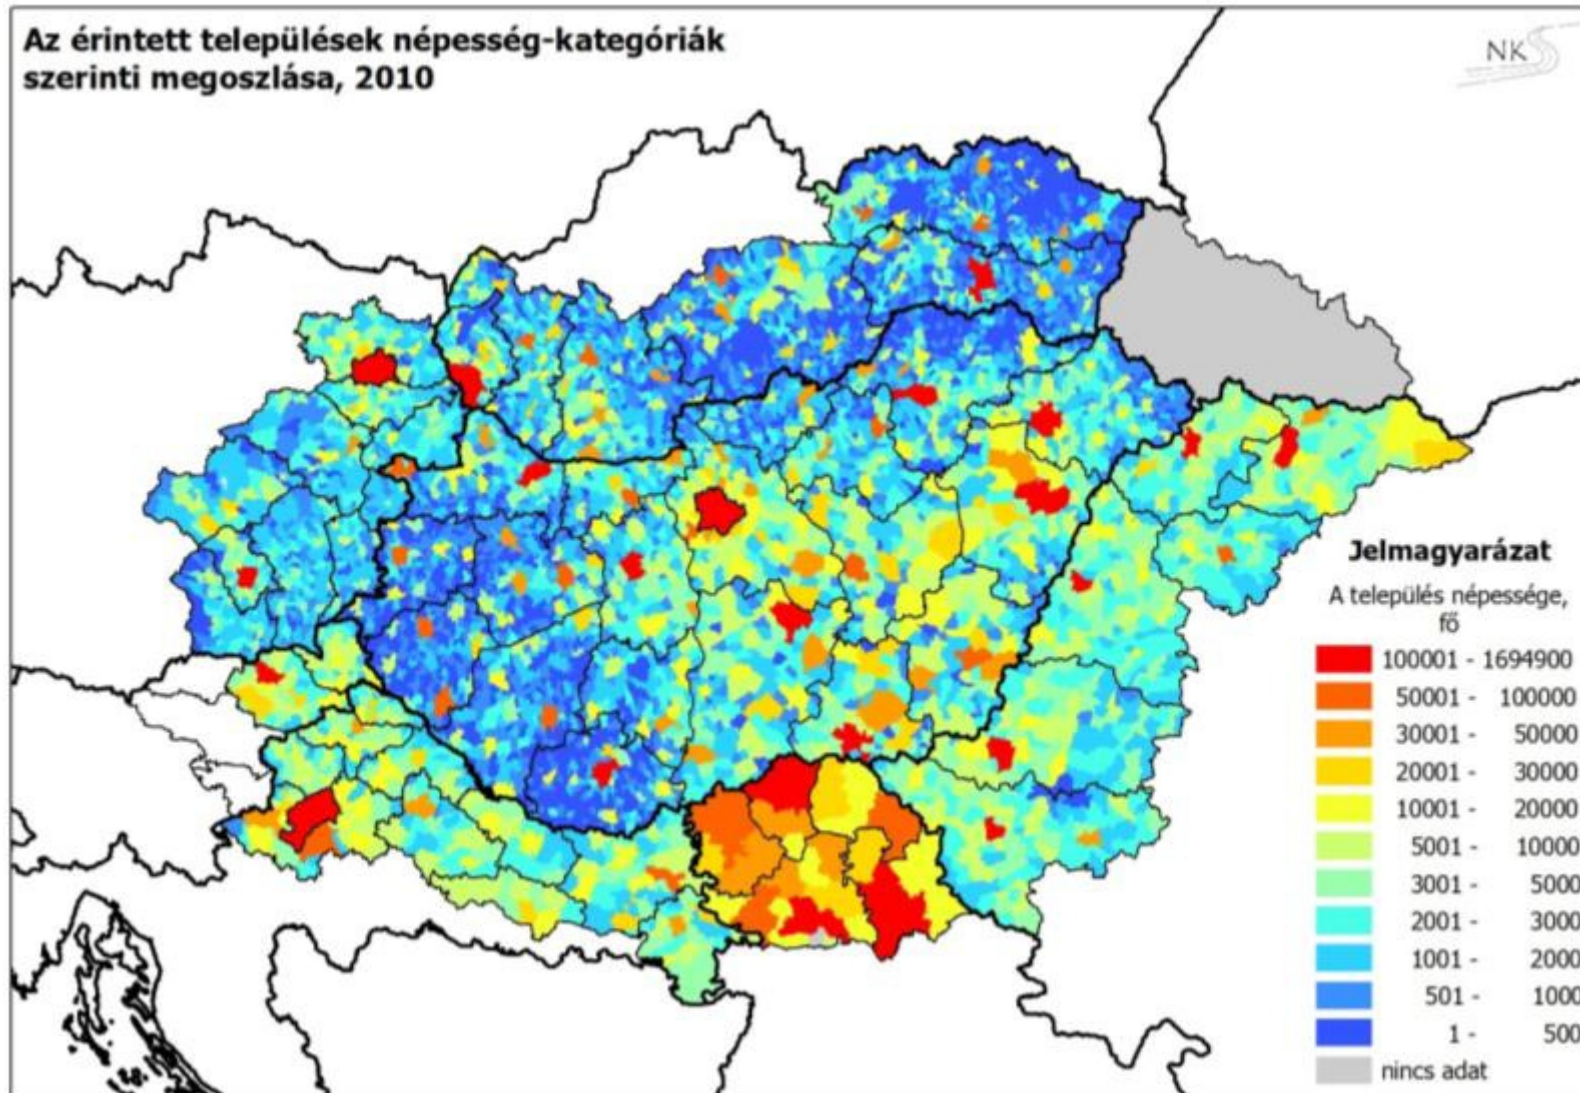 Az érintett települések népesség-kategóriák
szerinti megoszlása, 2010
NKS
Jelmagyarázat
A település népessége,
fő
100001 - 1694900
50001 - 100000
30001 - 50000
20001 - 30000
10001 - 20000
5001 - 10000
3001 - 5000
2001 - 3000
1001 - 2000
501 - 1000
1 - 500
nincs adat